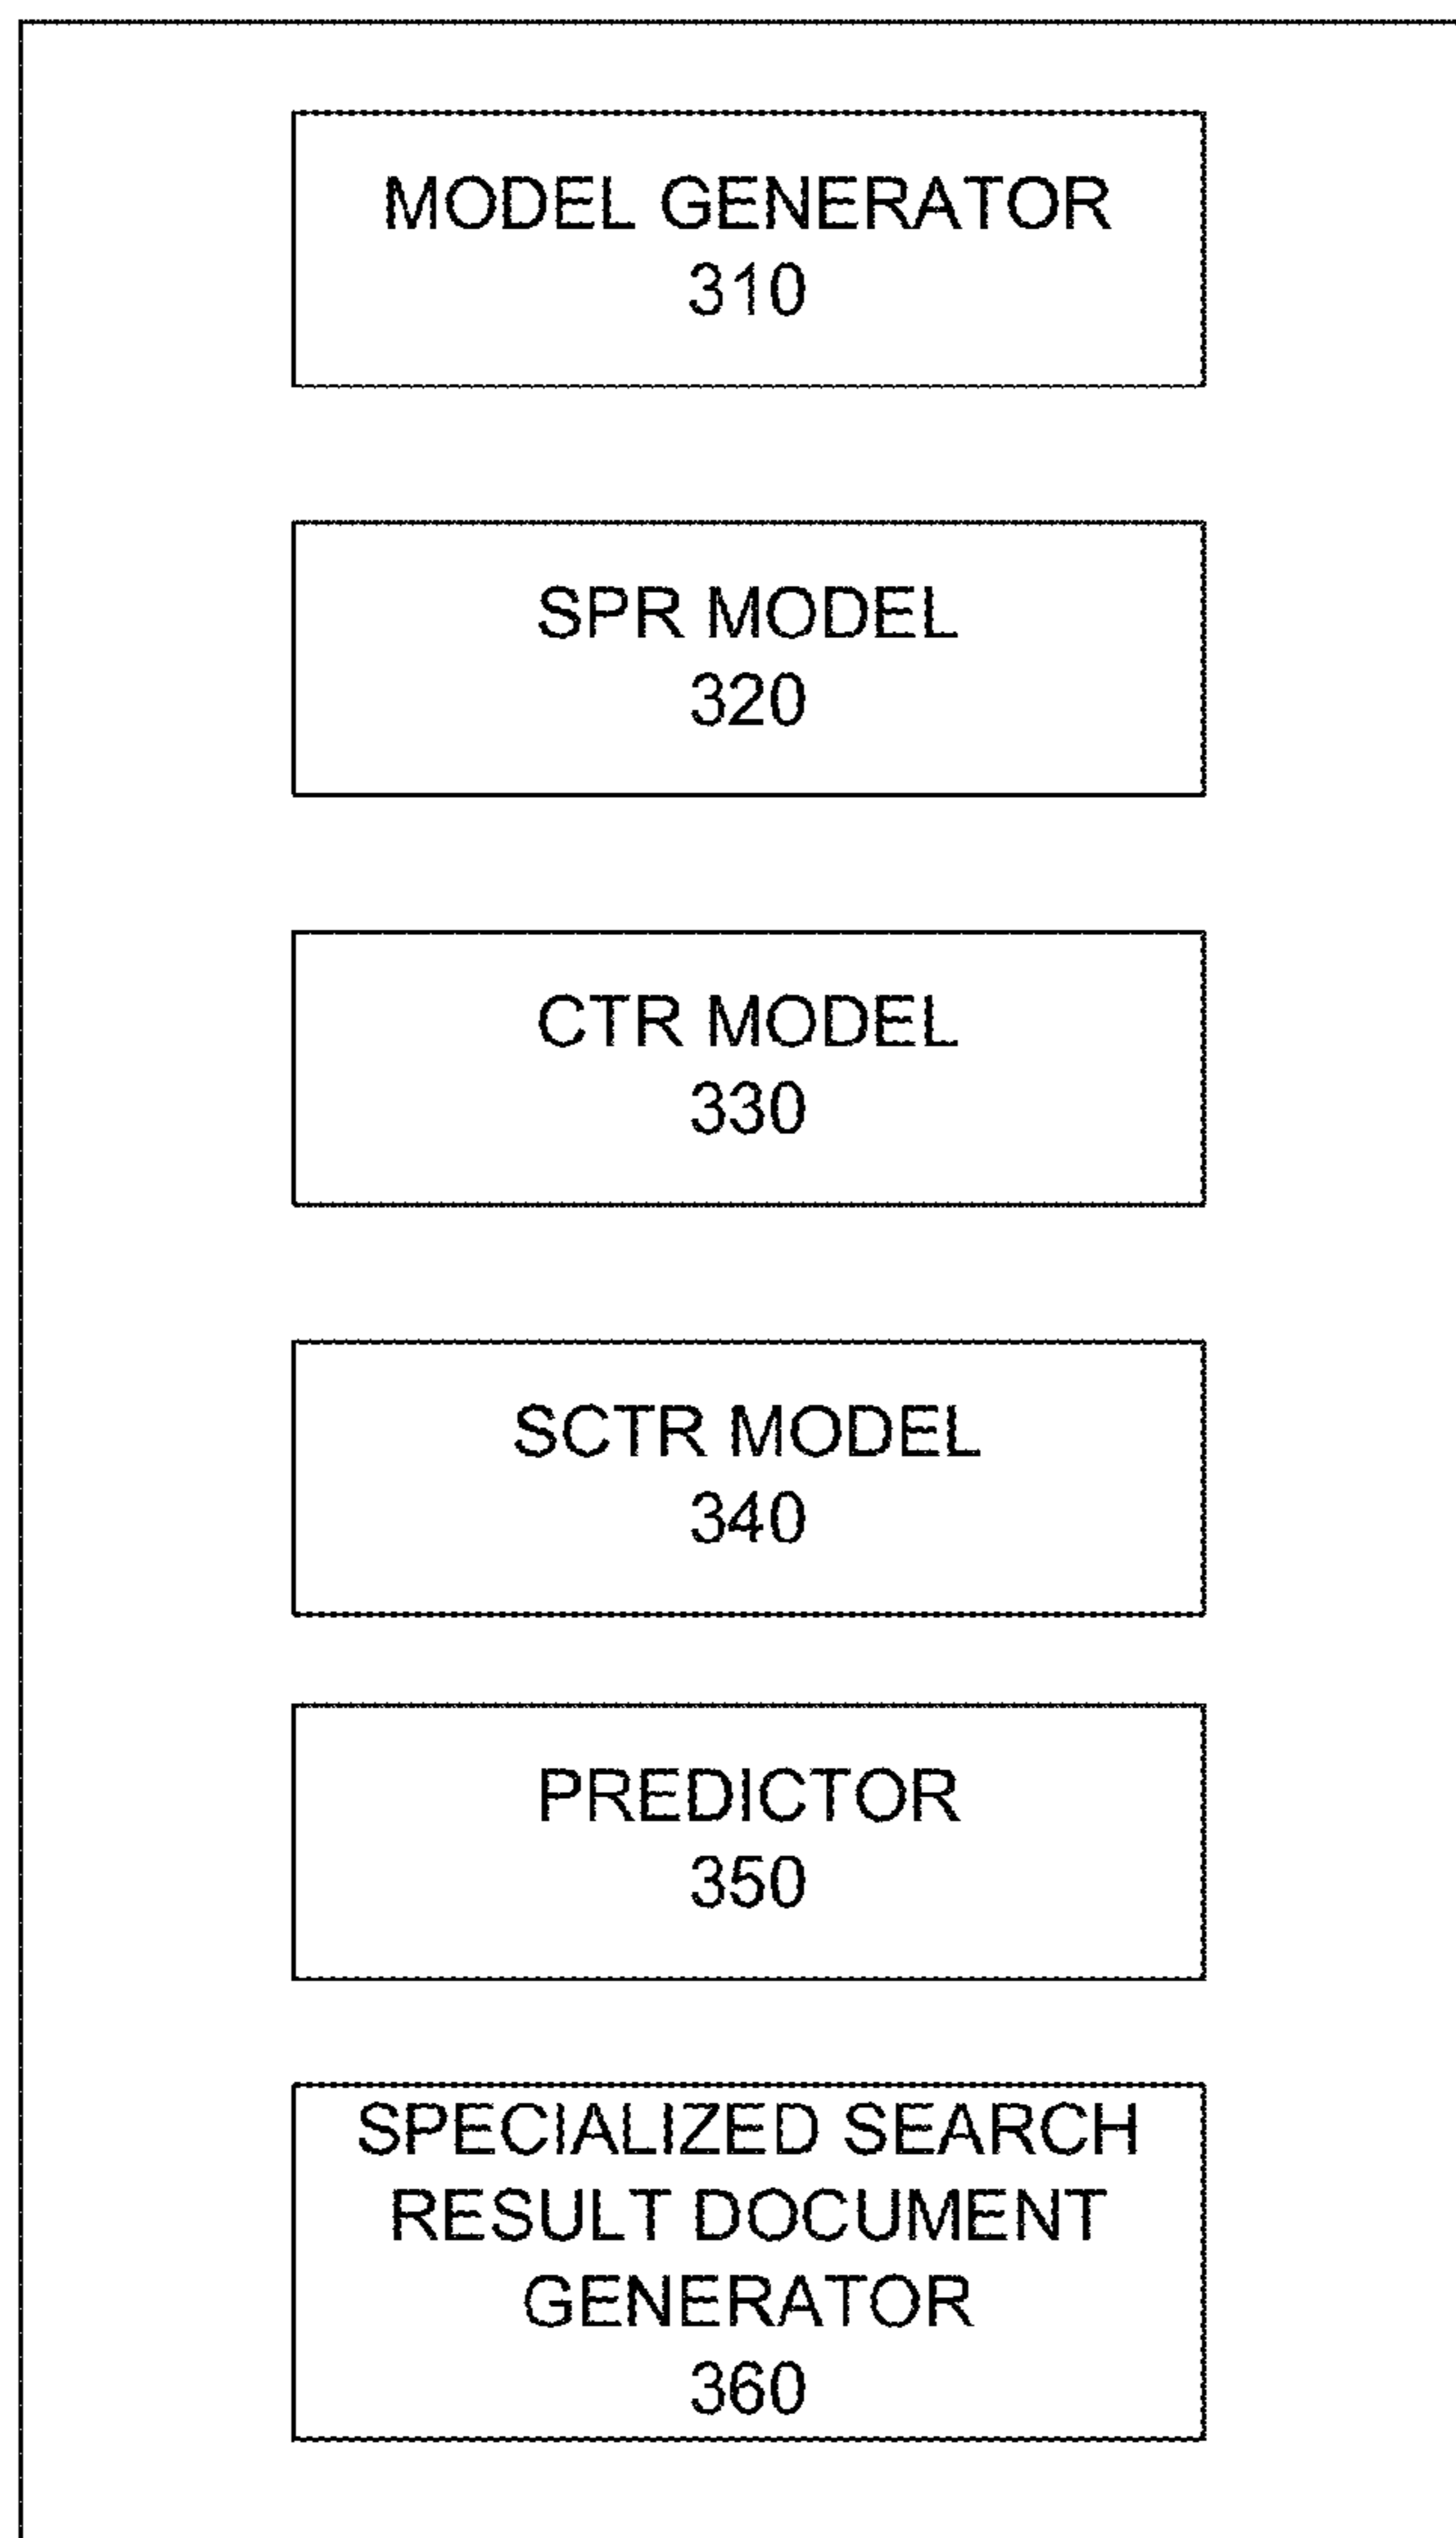 MODEL GENERATOR
310
SPR MODEL
320
CTR MODEL
330
SCTR MODEL
340
PREDICTOR
350
SPECIALIZED SEARCH
RESULT DOCUMENT
GENERATOR
360